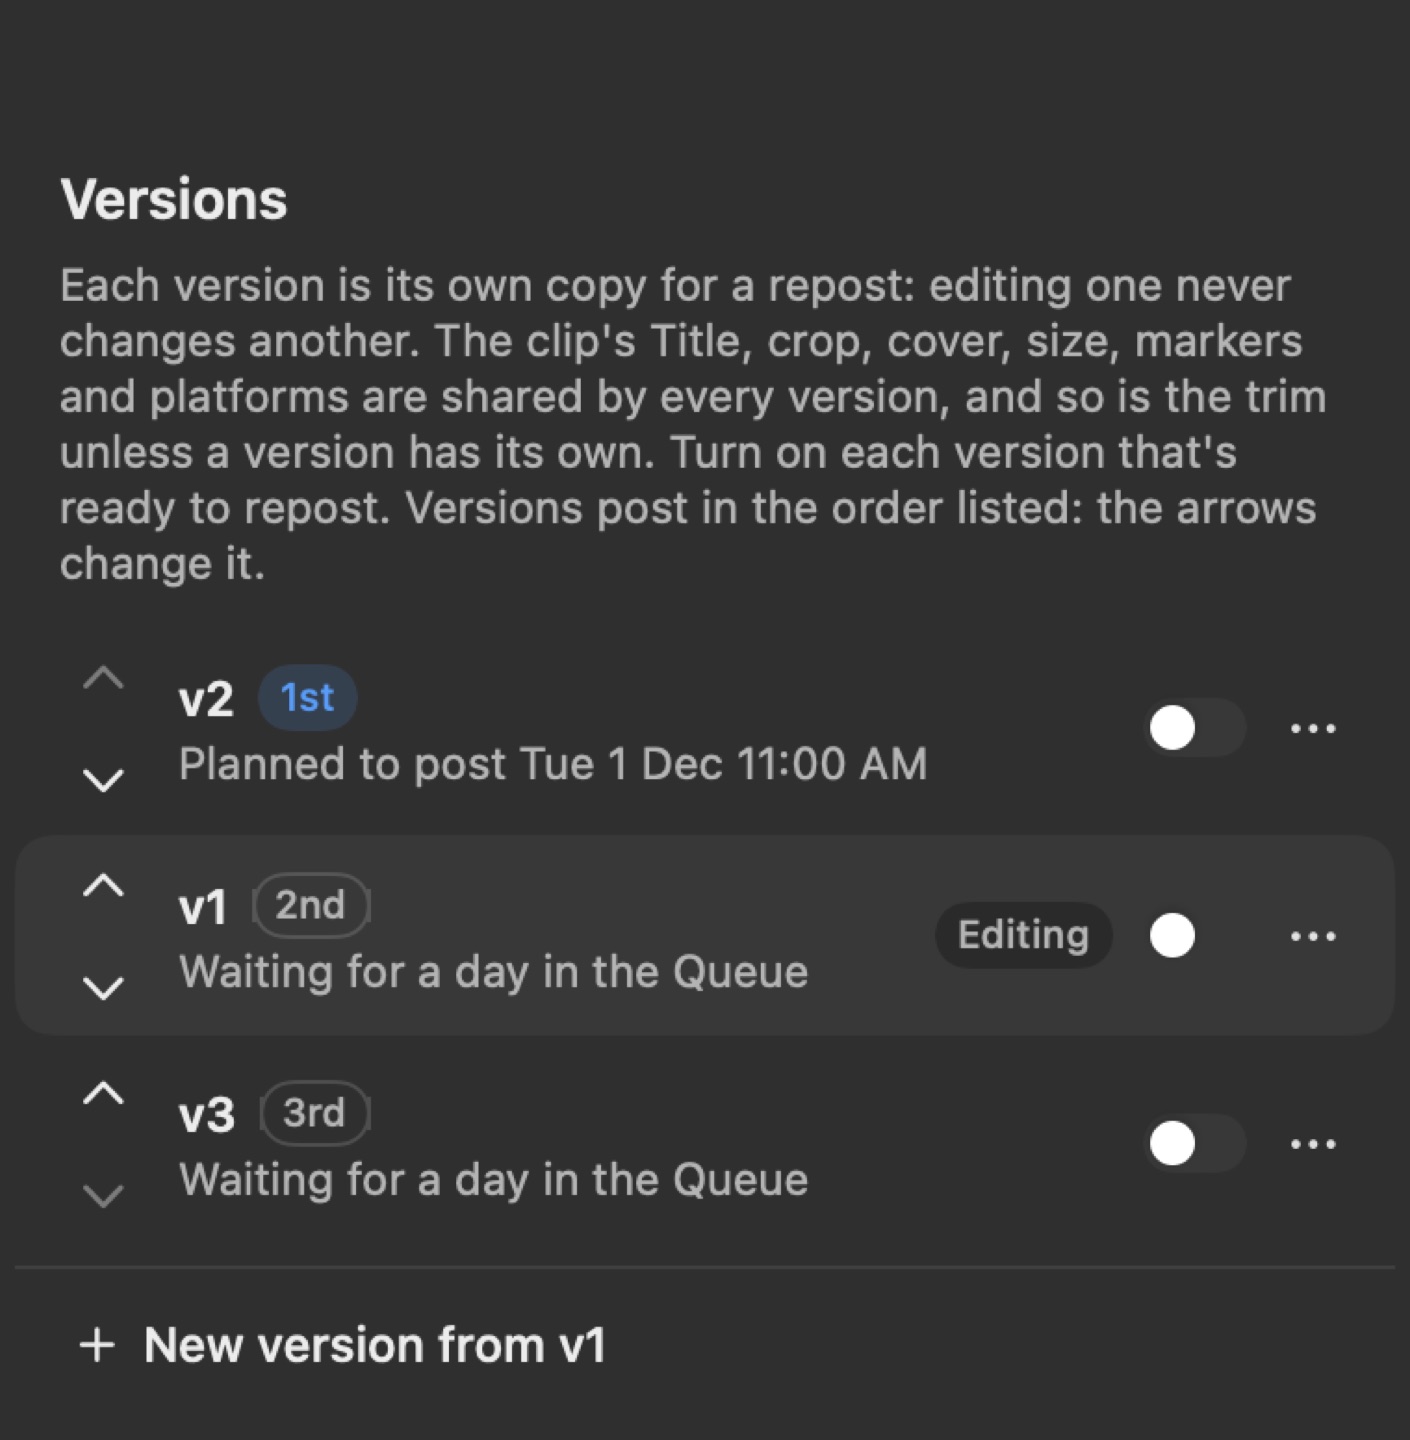 Versions
Each version is its own copy for a repost: editing one never
changes another. The clip's Title, crop, cover, size, markers
and platforms are shared by every version, and so is the trim
unless a version has its own. Turn on each version that's
ready to repost. Versions post in the order listed: the arrows
change it.
v2 1st
Planned to post Tue 1 Dec 11:00 AM
v1 2nd
Waiting for a day in the Queue
Editing
v3 3rd
Waiting for a day in the Queue
+ New version from v1